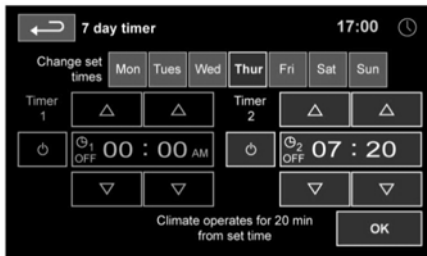 7 day timer 17:00
Change set times Mon Tues Wed Thur Fri Sat Sun
Timer 1
Timer 2
1 OFF 00 : 00 AM
2 OFF 07 : 20
Climate operates for 20 min
from set time
OK